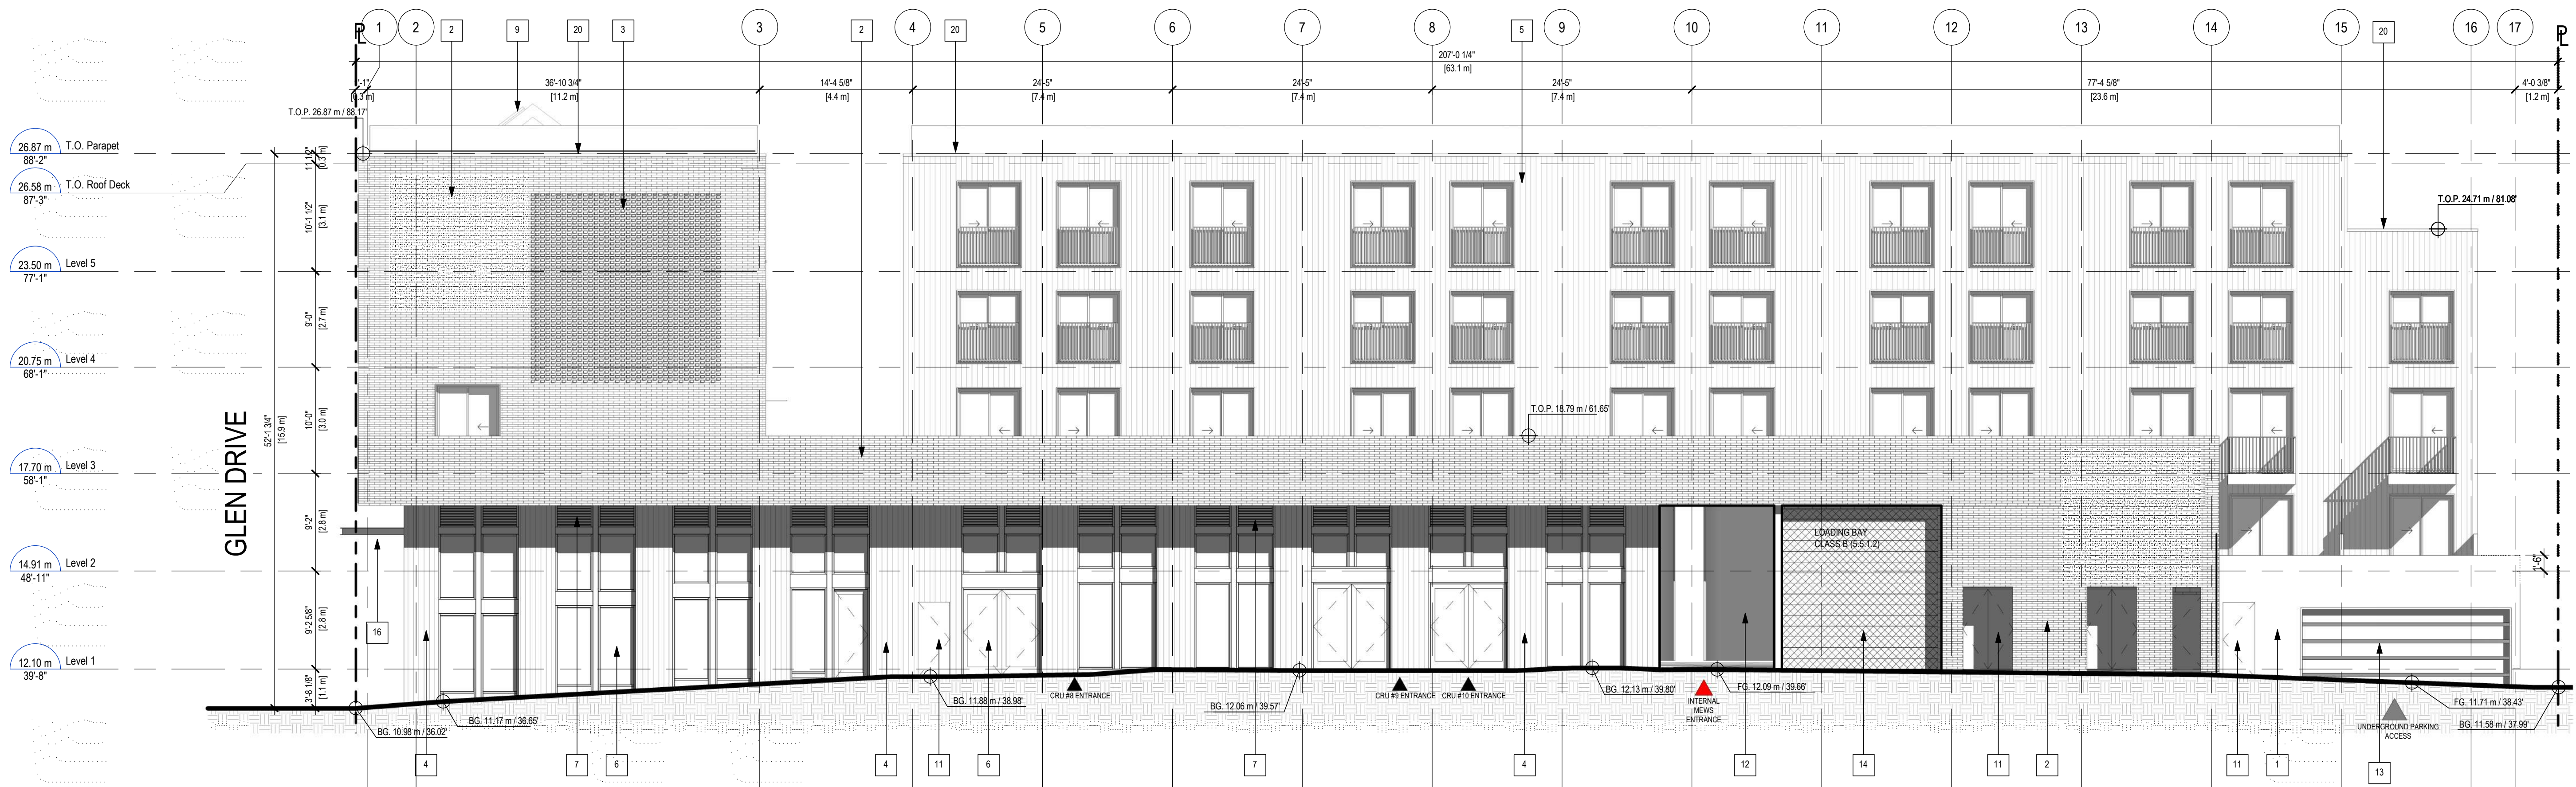 PL
1
2
2
9
20
3
3
2
4
20
5
6
7
8
5
9
10
11
12
13
14
15
20
16
17
PL
207'-0 1/4"
[63.1 m]
36'-10 3/4"
[11.2 m]
14'-4 5/8"
[4.4 m]
24'-5"
[7.4 m]
24'-5"
[7.4 m]
24'-5"
[7.4 m]
77'-4 5/8"
[23.6 m]
4'-0 3/8"
[1.2 m]
T.O.P. 26.87 m / 88.17'
26.87 m T.O. Parapet
88'-2"
26.58 m T.O. Roof Deck
87'-3"
23.50 m Level 5
77'-1"
20.75 m Level 4
68'-1"
17.70 m Level 3
58'-1"
14.91 m Level 2
48'-11"
12.10 m Level 1
39'-8"
GLEN DRIVE
52'-1 3/4"
[15.9 m]
11 1/2"
[0.3 m]
10'-1 1/2"
[3.1 m]
9'-0"
[2.7 m]
10'-0"
[3.0 m]
9'-2"
[2.8 m]
9'-2 5/8"
[2.8 m]
3'-8 1/8"
[1.1 m]
T.O.P. 24.71 m / 81.08'
T.O.P. 18.79 m / 61.65'
LOADING BAY
CLASS B (5.5.1.2)
1'-6"
16
BG. 10.98 m / 36.02'
BG. 11.17 m / 36.65'
BG. 11.88 m / 38.98'
CRU #8 ENTRANCE
BG. 12.06 m / 39.57'
CRU #9 ENTRANCE
CRU #10 ENTRANCE
BG. 12.13 m / 39.80'
INTERNAL
MEWS
ENTRANCE
FG. 12.09 m / 39.66'
FG. 11.71 m / 38.43'
BG. 11.58 m / 37.99'
UNDERGROUND PARKING
ACCESS
4
7
6
4
11
6
7
4
12
14
11
2
11
1
13